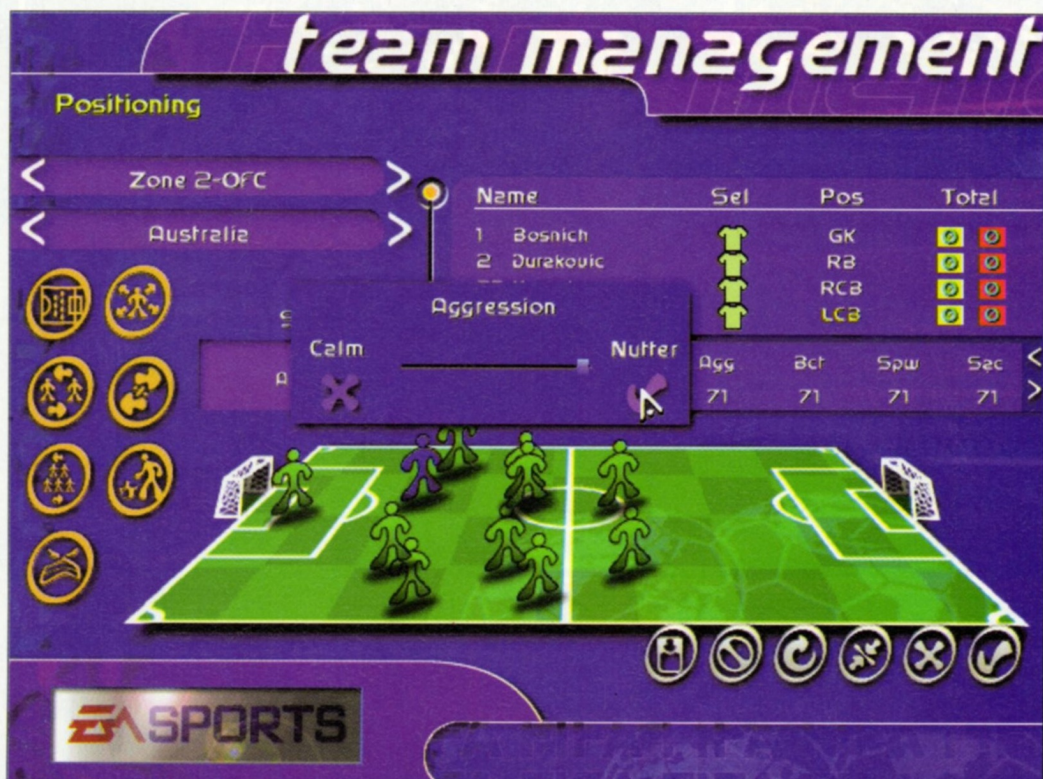 team management
Positioning
Zone 2-OFC
Australia
Name Sel Pos Total
1 Bosnich GK
2 Durakovic RB
RCB
LCB
Aggression
Calm Nutter
Agg Bct Spw Sac
71 71 71 71
EA SPORTS